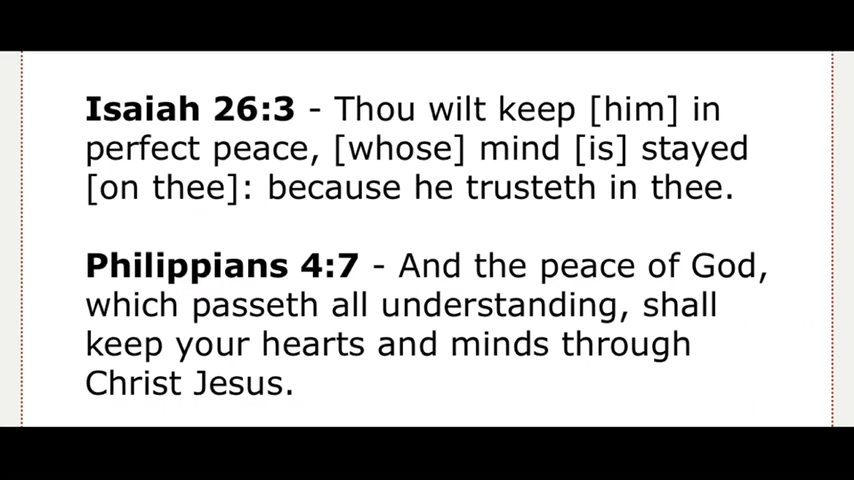 Isaiah 26:3 - Thou wilt keep [him] in
perfect peace, [whose] mind [is] stayed
[on thee]: because he trusteth in thee.
Philippians 4:7 - And the peace of God,
which passeth all understanding, shall
keep your hearts and minds through
Christ Jesus.